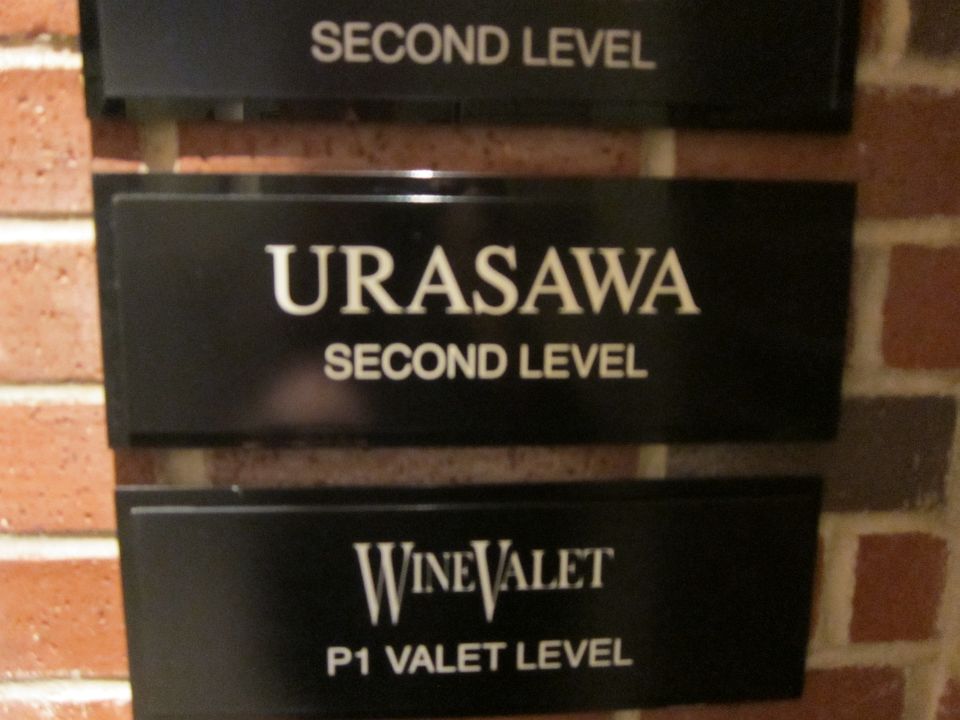 SECOND LEVEL
URASAWA
SECOND LEVEL
WINEVALET
P1 VALET LEVEL